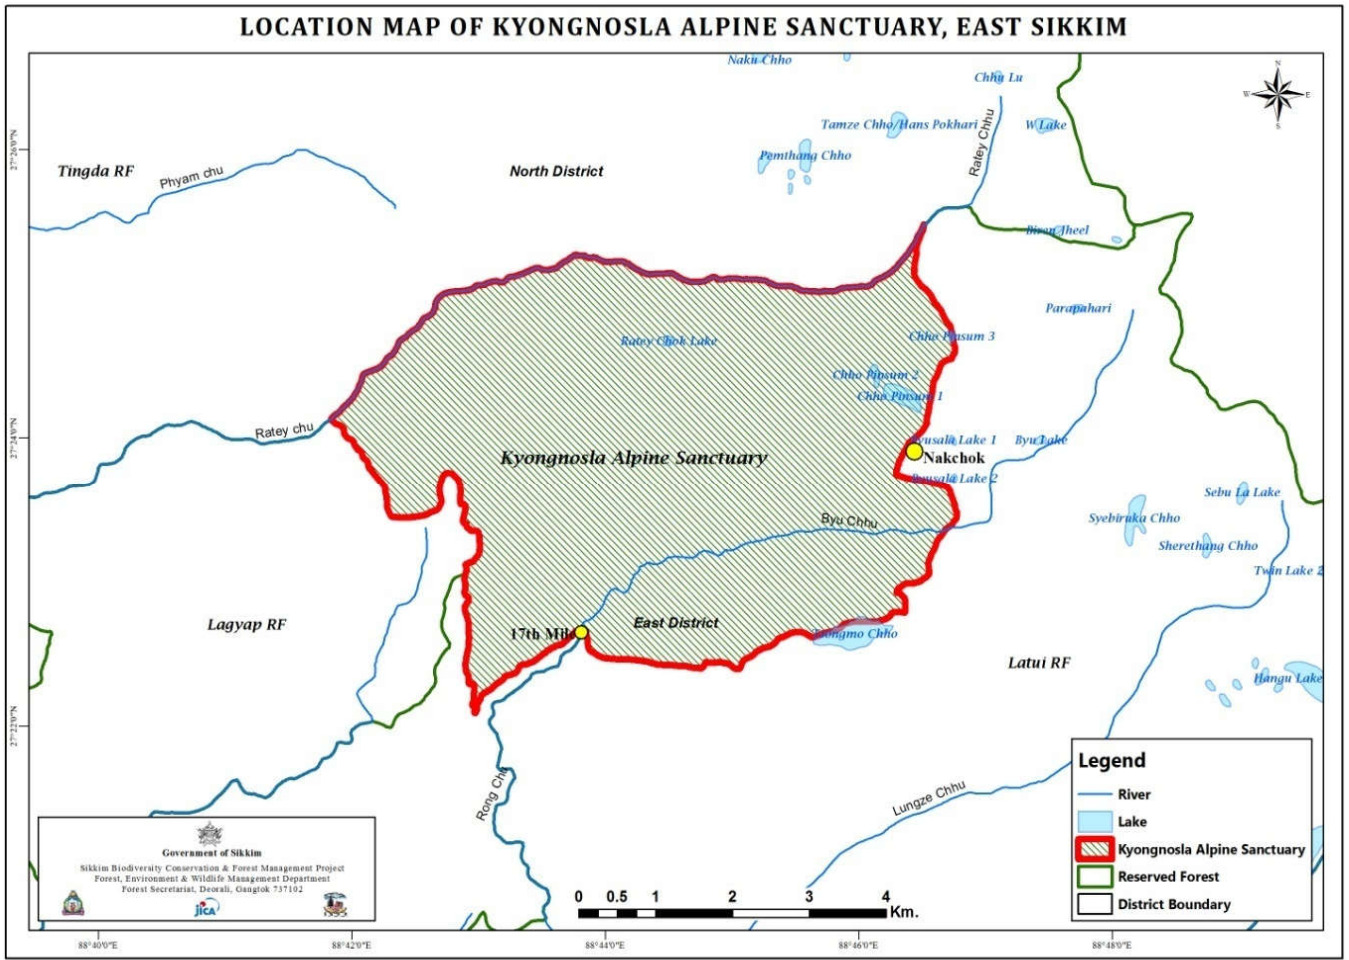 LOCATION MAP OF KYONGNOSLA ALPINE SANCTUARY, EAST SIKKIM
Naku Chho
Chhu Lu
N
W E
S
Tamze Chho/Hans Pokhari
W Lake
Ratey Chhu
Pemthang Chho
27°26'0"N
Tingda RF
North District
Phyam chu
Bizan Jheel
Parapahari
Chho Pinsum 3
Ratey Chok Lake
Chho Pinsum 2
Chho Pinsum 1
Ratey chu
27°24'0"N
Byusala Lake 1
Byu Lake
Kyongnosla Alpine Sanctuary
Nakchok
Byusala Lake 2
Sebu La Lake
Byu Chhu
Syebiruka Chho
Sherethang Chho
Twin Lake 2
Lagyap RF
17th Mile
East District
Tsongmo Chho
Latui RF
Hangu Lake
27°22'0"N
Rong Chu
Lungze Chhu
Legend
River
Lake
Kyongnosla Alpine Sanctuary
Reserved Forest
District Boundary
Government of Sikkim
Sikkim Biodiversity Conservation & Forest Management Project
Forest, Environment & Wildlife Management Department
Forest Secretariat, Deorali, Gangtok 737102
jICA
0 0.5 1 2 3 4
Km.
88°40'0"E 88°42'0"E 88°44'0"E 88°46'0"E 88°48'0"E